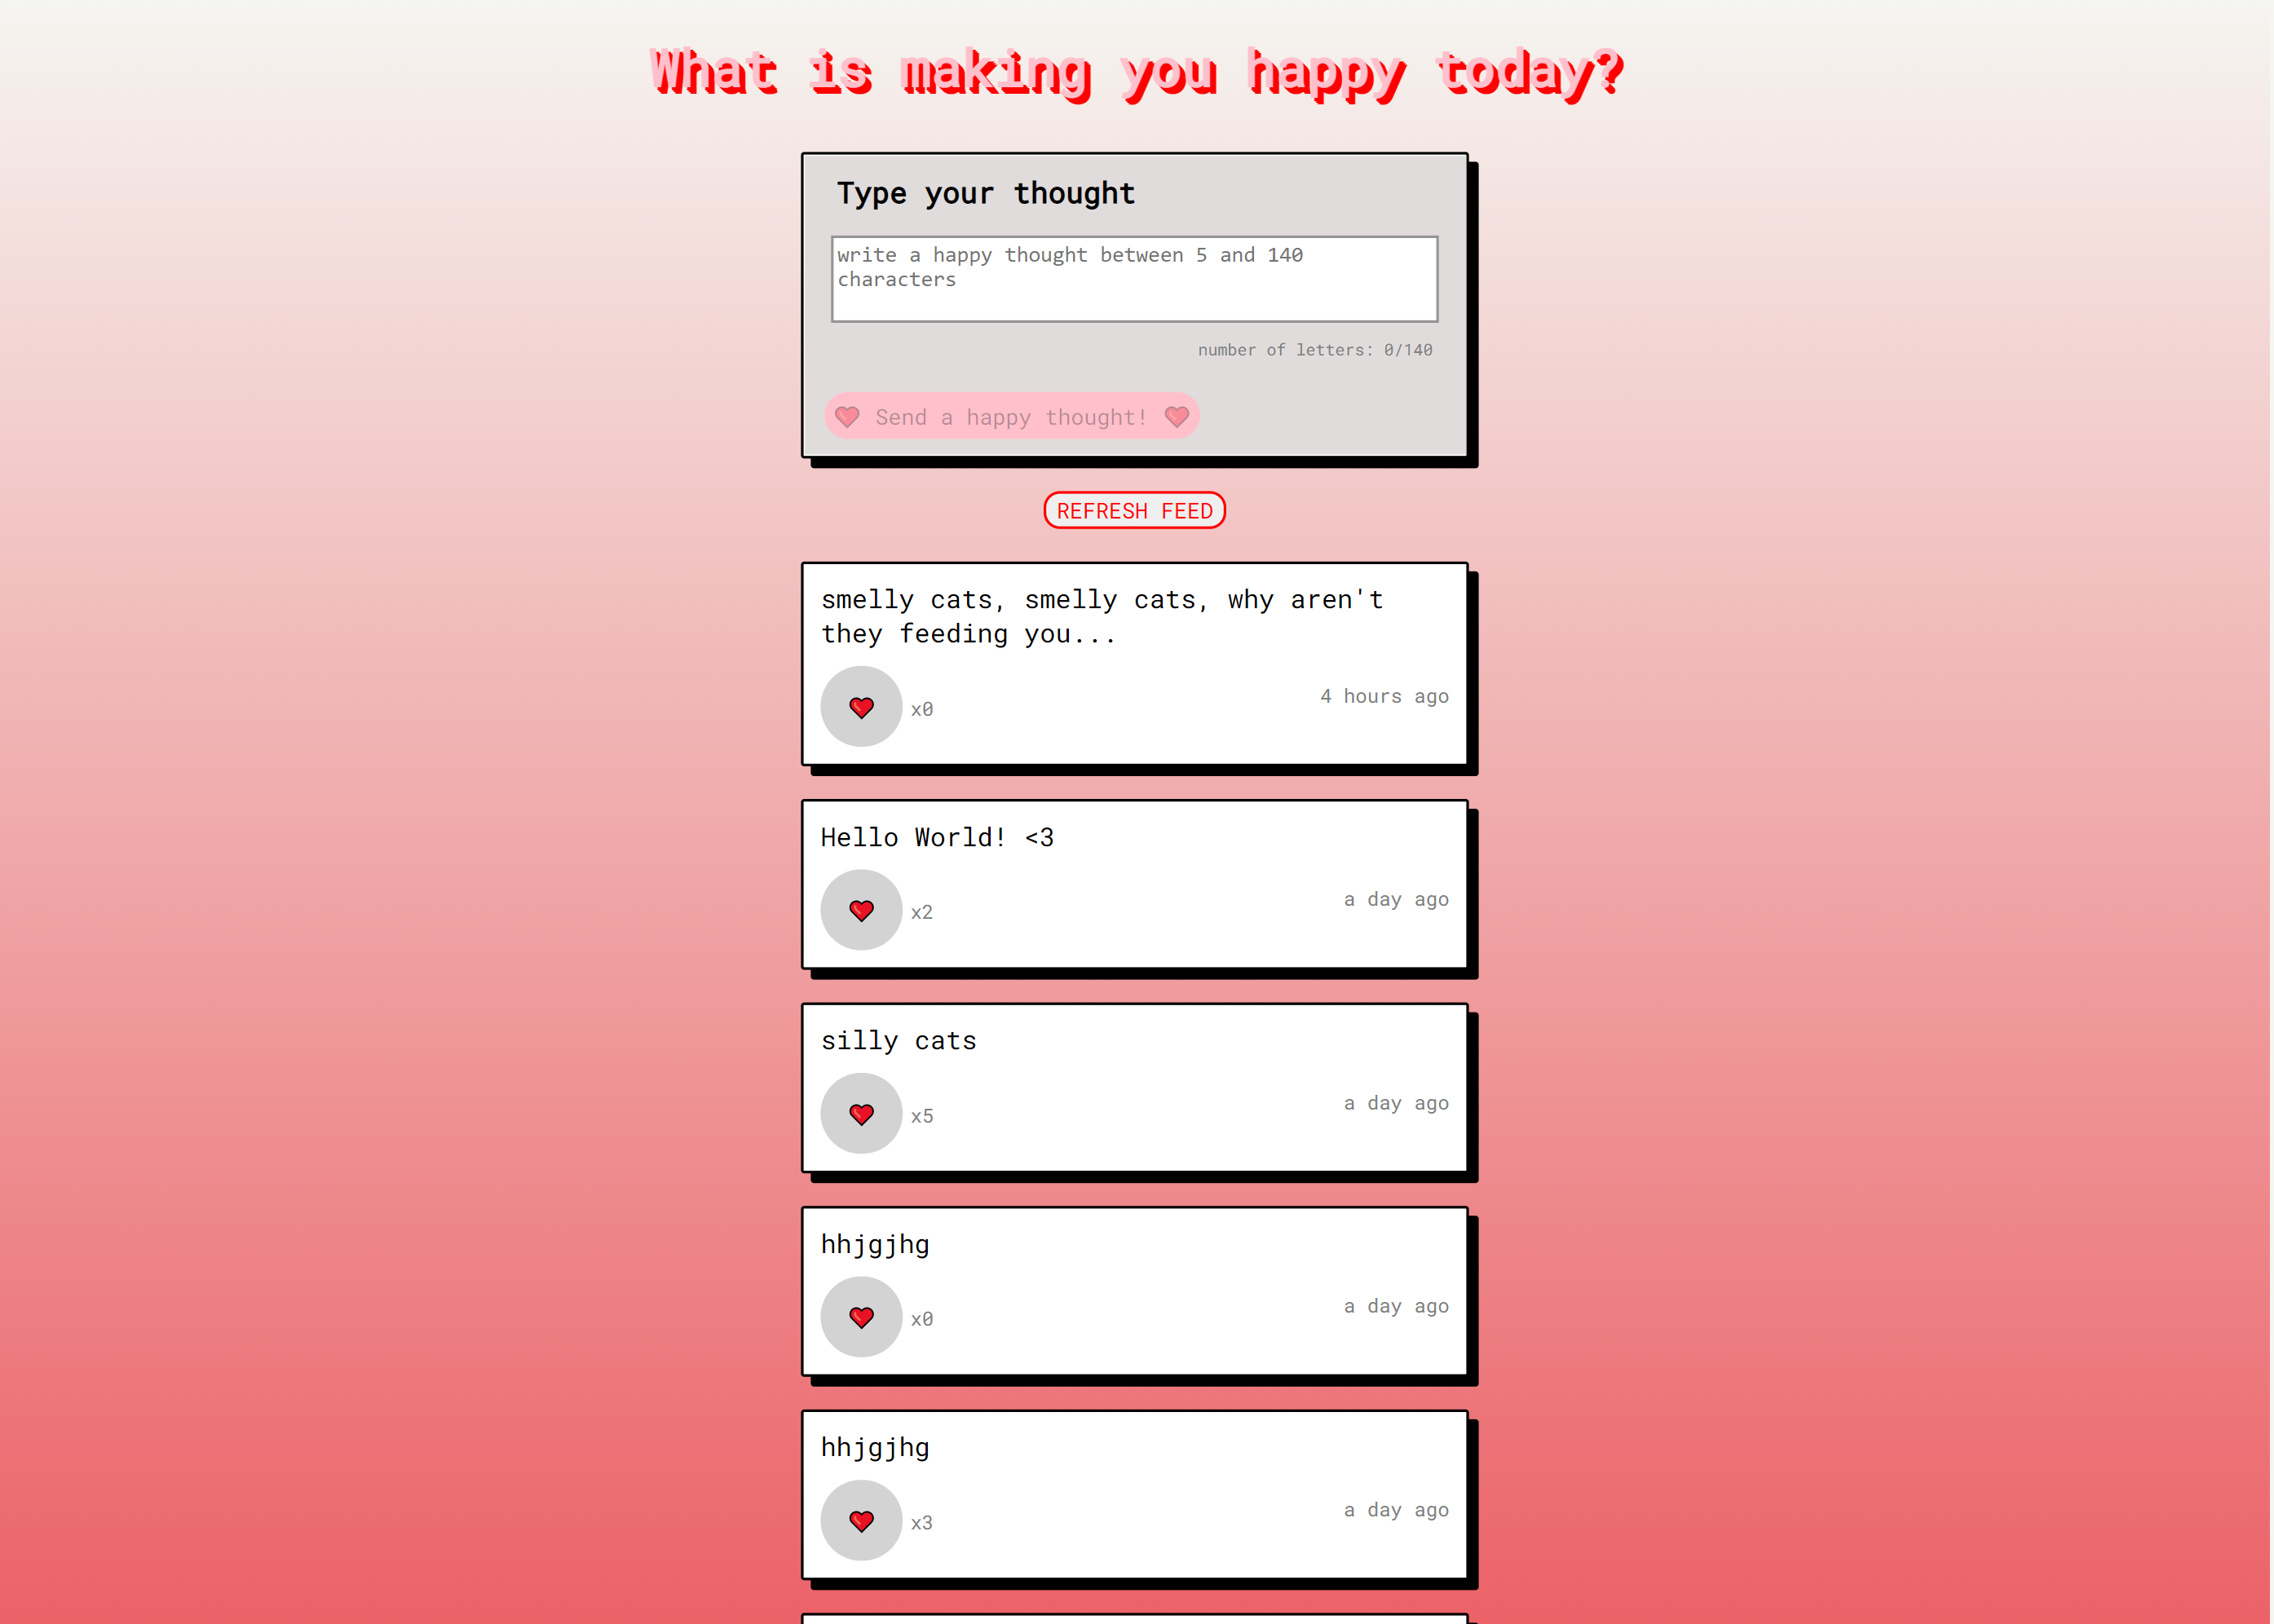 What is making you happy today?
Type your thought
write a happy thought between 5 and 140
characters
number of letters: 0/140
Send a happy thought!
REFRESH FEED
smelly cats, smelly cats, why aren't
they feeding you...
x0
4 hours ago
Hello World! <3
x2
a day ago
silly cats
x5
a day ago
hhjgjhg
x0
a day ago
hhjgjhg
x3
a day ago